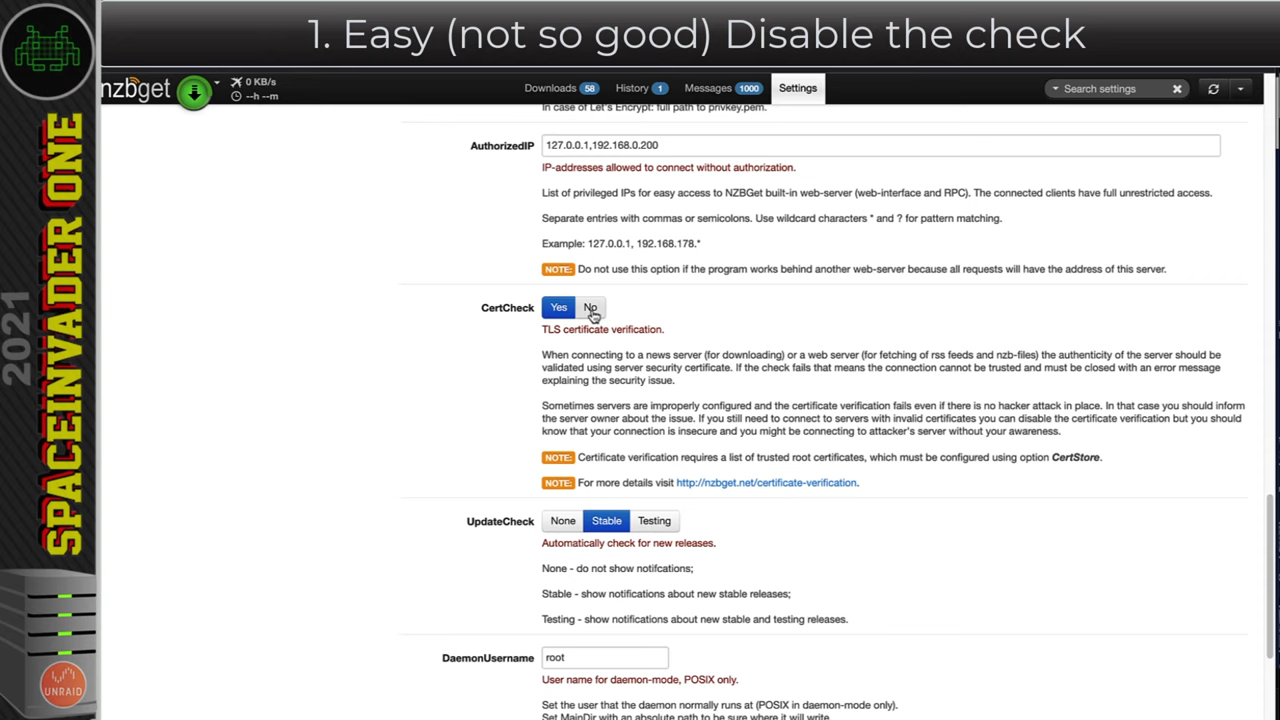 1. Easy (not so good) Disable the check
nzbget
0 KB/s
--h --m
Downloads 58
History 1
Messages 1000
Settings
Search settings
In case of Let's Encrypt: full path to privkey.pem.
AuthorizedIP
127.0.0.1,192.168.0.200
IP-addresses allowed to connect without authorization.
List of privileged IPs for easy access to NZBGet built-in web-server (web-interface and RPC). The connected clients have full unrestricted access.
Separate entries with commas or semicolons. Use wildcard characters * and ? for pattern matching.
Example: 127.0.0.1, 192.168.178.*
NOTE: Do not use this option if the program works behind another web-server because all requests will have the address of this server.
CertCheck
Yes No
TLS certificate verification.
When connecting to a news server (for downloading) or a web server (for fetching of rss feeds and nzb-files) the authenticity of the server should be
validated using server security certificate. If the check fails that means the connection cannot be trusted and must be closed with an error message
explaining the security issue.
Sometimes servers are improperly configured and the certificate verification fails even if there is no hacker attack in place. In that case you should inform
the server owner about the issue. If you still need to connect to servers with invalid certificates you can disable the certificate verification but you should
know that your connection is insecure and you might be connecting to attacker's server without your awareness.
NOTE: Certificate verification requires a list of trusted root certificates, which must be configured using option CertStore.
NOTE: For more details visit http://nzbget.net/certificate-verification.
UpdateCheck
None Stable Testing
Automatically check for new releases.
None - do not show notifcations;
Stable - show notifications about new stable releases;
Testing - show notifications about new stable and testing releases.
DaemonUsername
root
User name for daemon-mode, POSIX only.
Set the user that the daemon normally runs at (POSIX in daemon-mode only).
Set MainDir with an absolute path to be sure where it will write.
2021
SPACEINVADER ONE
UNRAID